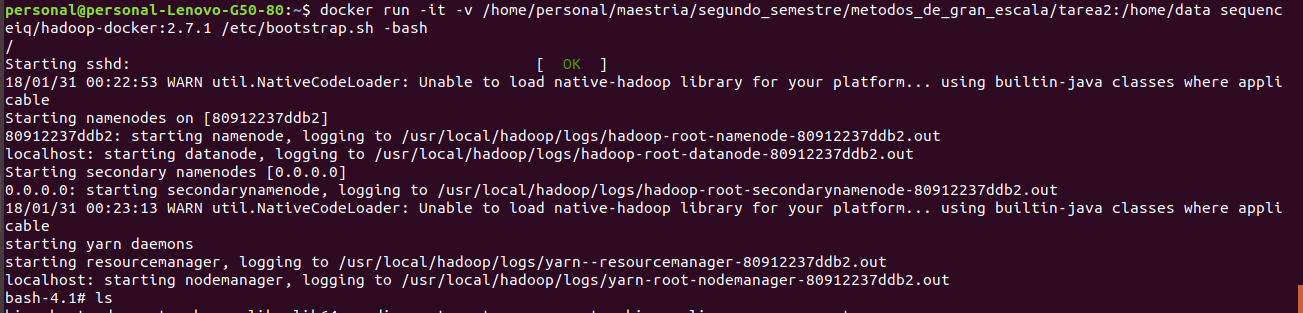 personal@personal-Lenovo-G50-80:~$ docker run -it -v /home/personal/maestria/segundo_semestre/metodos_de_gran_escala/tarea2:/home/data sequenc
eiq/hadoop-docker:2.7.1 /etc/bootstrap.sh -bash
/
Starting sshd: [ OK ]
18/01/31 00:22:53 WARN util.NativeCodeLoader: Unable to load native-hadoop library for your platform... using builtin-java classes where appli
cable
Starting namenodes on [80912237ddb2]
80912237ddb2: starting namenode, logging to /usr/local/hadoop/logs/hadoop-root-namenode-80912237ddb2.out
localhost: starting datanode, logging to /usr/local/hadoop/logs/hadoop-root-datanode-80912237ddb2.out
Starting secondary namenodes [0.0.0.0]
0.0.0.0: starting secondarynamenode, logging to /usr/local/hadoop/logs/hadoop-root-secondarynamenode-80912237ddb2.out
18/01/31 00:23:13 WARN util.NativeCodeLoader: Unable to load native-hadoop library for your platform... using builtin-java classes where appli
cable
starting yarn daemons
starting resourcemanager, logging to /usr/local/hadoop/logs/yarn--resourcemanager-80912237ddb2.out
localhost: starting nodemanager, logging to /usr/local/hadoop/logs/yarn-root-nodemanager-80912237ddb2.out
bash-4.1# ls